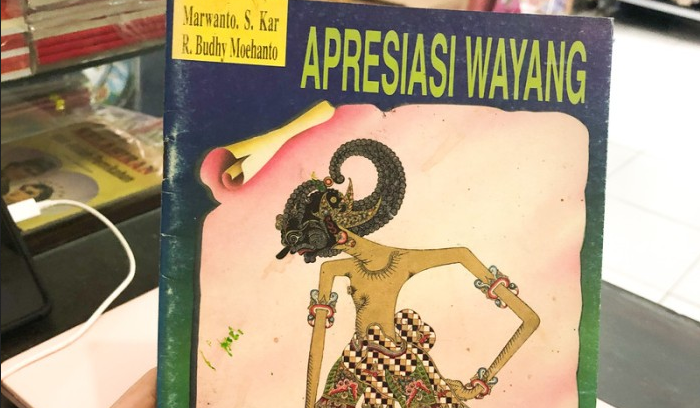 Marwanto. S. Kar
R. Budhy Moehanto
APRESIASI WAYANG